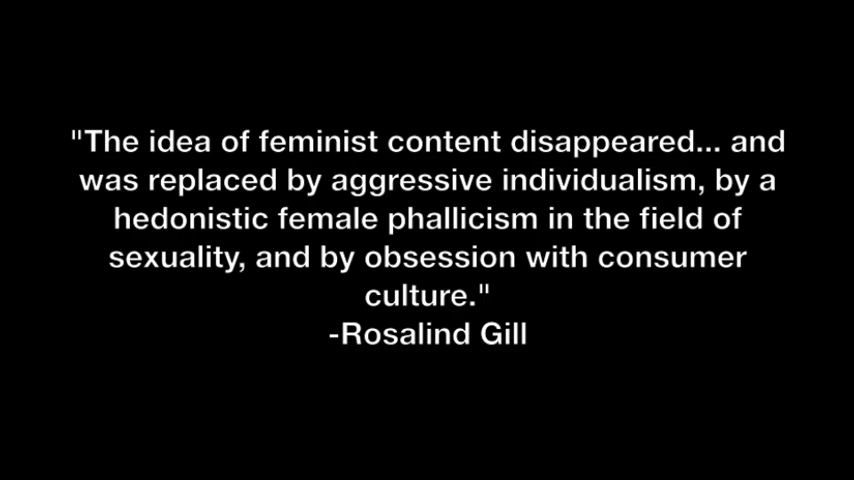 "The idea of feminist content disappeared... and
was replaced by aggressive individualism, by a
hedonistic female phallicism in the field of
sexuality, and by obsession with consumer
culture."
-Rosalind Gill